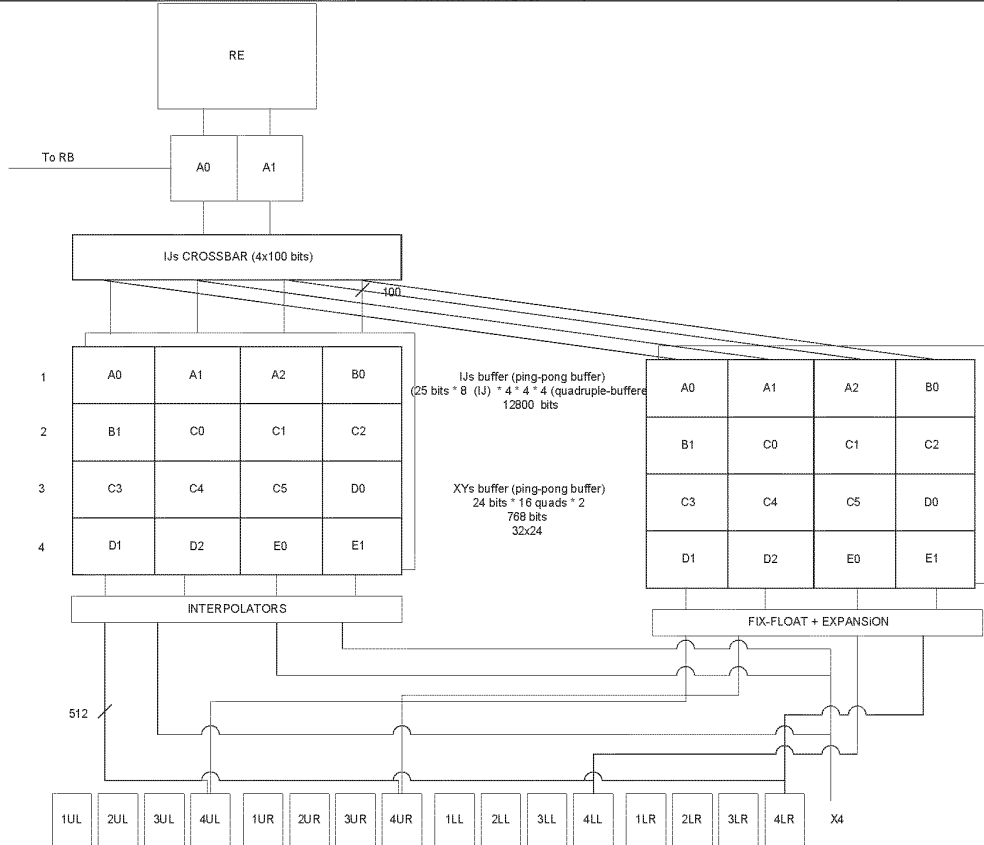 RE
To RB
A0 A1
IJs CROSSBAR (4x100 bits)
100
1 A0 A1 A2 B0
2 B1 C0 C1 C2
3 C3 C4 C5 D0
4 D1 D2 E0 E1
IJs buffer (ping-pong buffer)
(25 bits * 8 (IJ) * 4 * 4 * 4 (quadruple-buffere
12800 bits
XYs buffer (ping-pong buffer)
24 bits * 16 quads * 2
768 bits
32x24
A0 A1 A2 B0
B1 C0 C1 C2
C3 C4 C5 D0
D1 D2 E0 E1
INTERPOLATORS
FIX-FLOAT + EXPANSiON
512
1UL 2UL 3UL 4UL 1UR 2UR 3UR 4UR 1LL 2LL 3LL 4LL 1LR 2LR 3LR 4LR X4